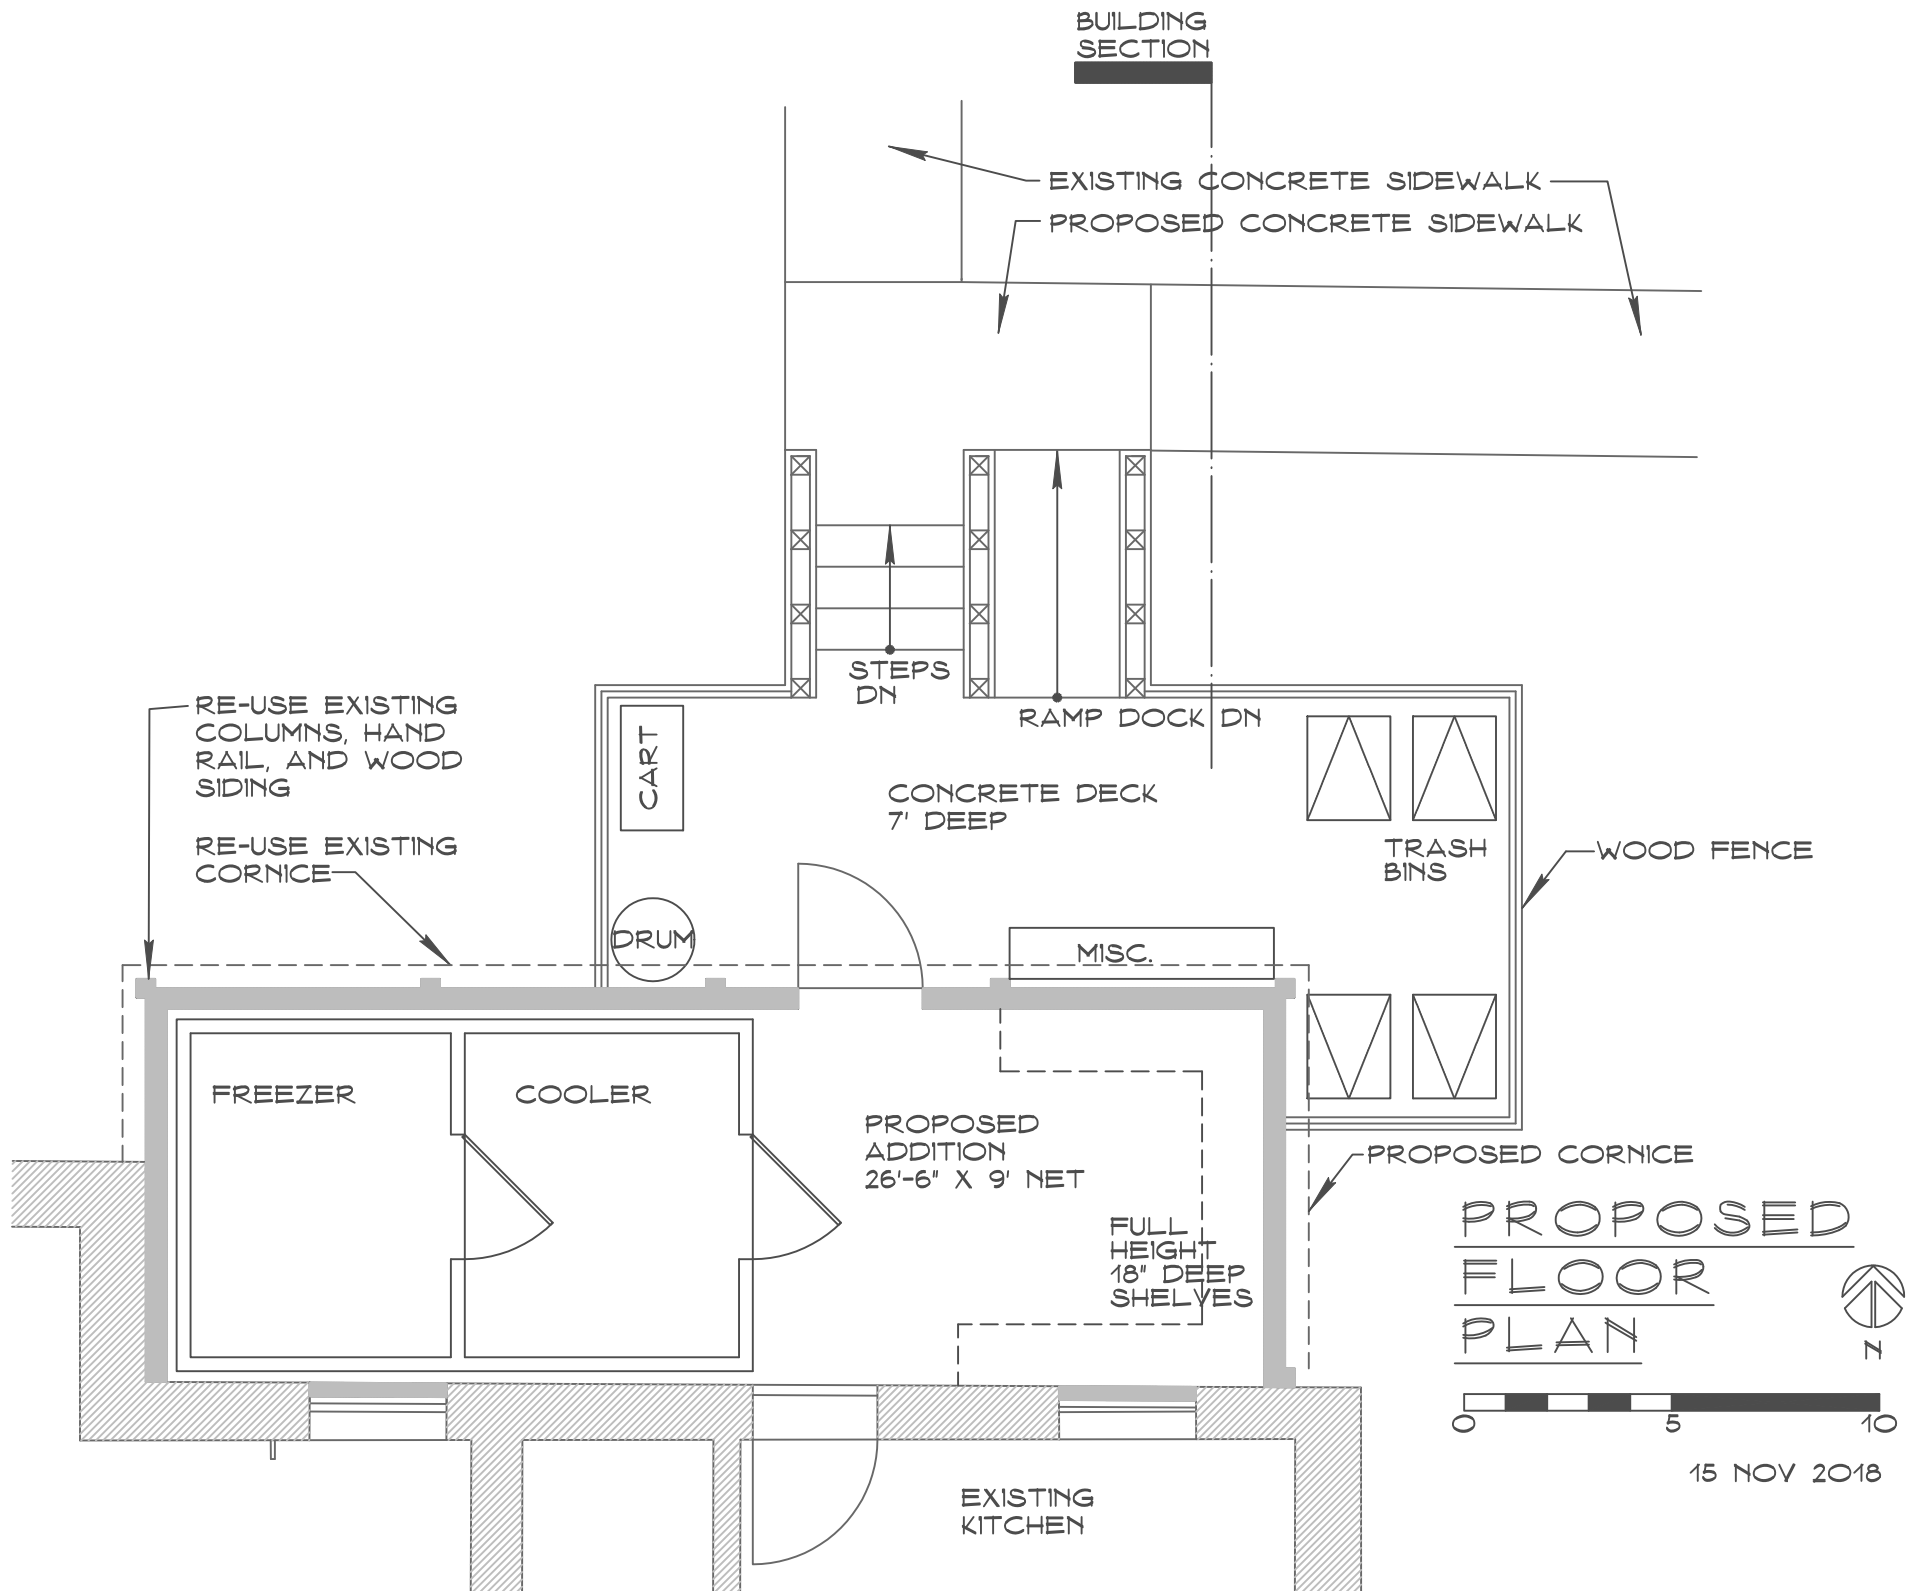 BUILDING
SECTION
EXISTING CONCRETE SIDEWALK
PROPOSED CONCRETE SIDEWALK
STEPS
DN
RAMP DOCK DN
RE-USE EXISTING
COLUMNS, HAND
RAIL, AND WOOD
SIDING
CART
CONCRETE DECK
7' DEEP
TRASH
BINS
WOOD FENCE
RE-USE EXISTING
CORNICE
DRUM
MISC.
FREEZER
COOLER
PROPOSED
ADDITION
26'-6" X 9' NET
PROPOSED CORNICE
FULL
HEIGHT
18" DEEP
SHELVES
PROPOSED
FLOOR
PLAN
N
0 5 10
15 NOV 2018
EXISTING
KITCHEN